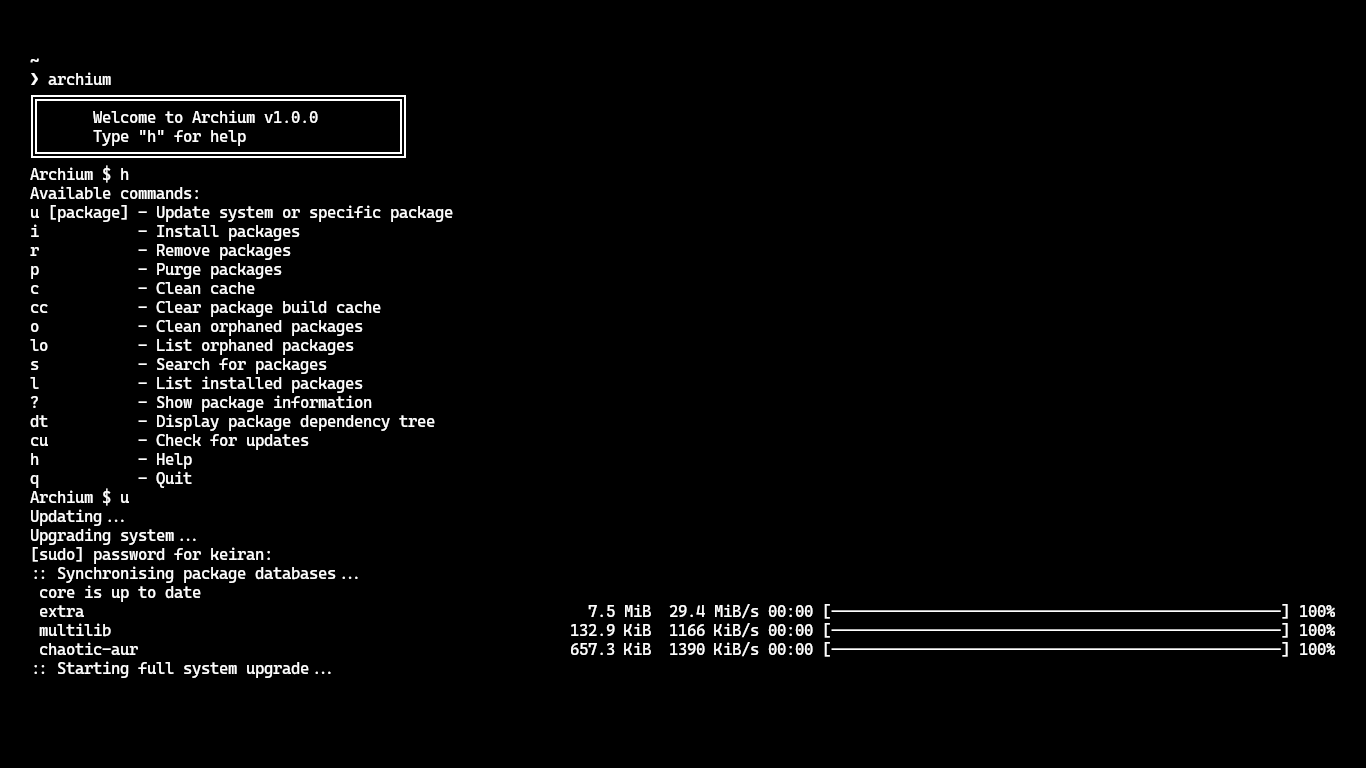 ~
❯ archium
Welcome to Archium v1.0.0
Type "h" for help
Archium $ h
Available commands:
u [package] - Update system or specific package
i           - Install packages
r           - Remove packages
p           - Purge packages
c           - Clean cache
cc          - Clear package build cache
o           - Clean orphaned packages
lo          - List orphaned packages
s           - Search for packages
l           - List installed packages
?           - Show package information
dt          - Display package dependency tree
cu          - Check for updates
h           - Help
q           - Quit
Archium $ u
Updating...
Upgrading system...
[sudo] password for keiran:
:: Synchronising package databases...
 core is up to date
 extra 7.5 MiB 29.4 MiB/s 00:00 [----------------------------------------] 100%
 multilib 132.9 KiB 1166 KiB/s 00:00 [----------------------------------------] 100%
 chaotic-aur 657.3 KiB 1390 KiB/s 00:00 [----------------------------------------] 100%
:: Starting full system upgrade...